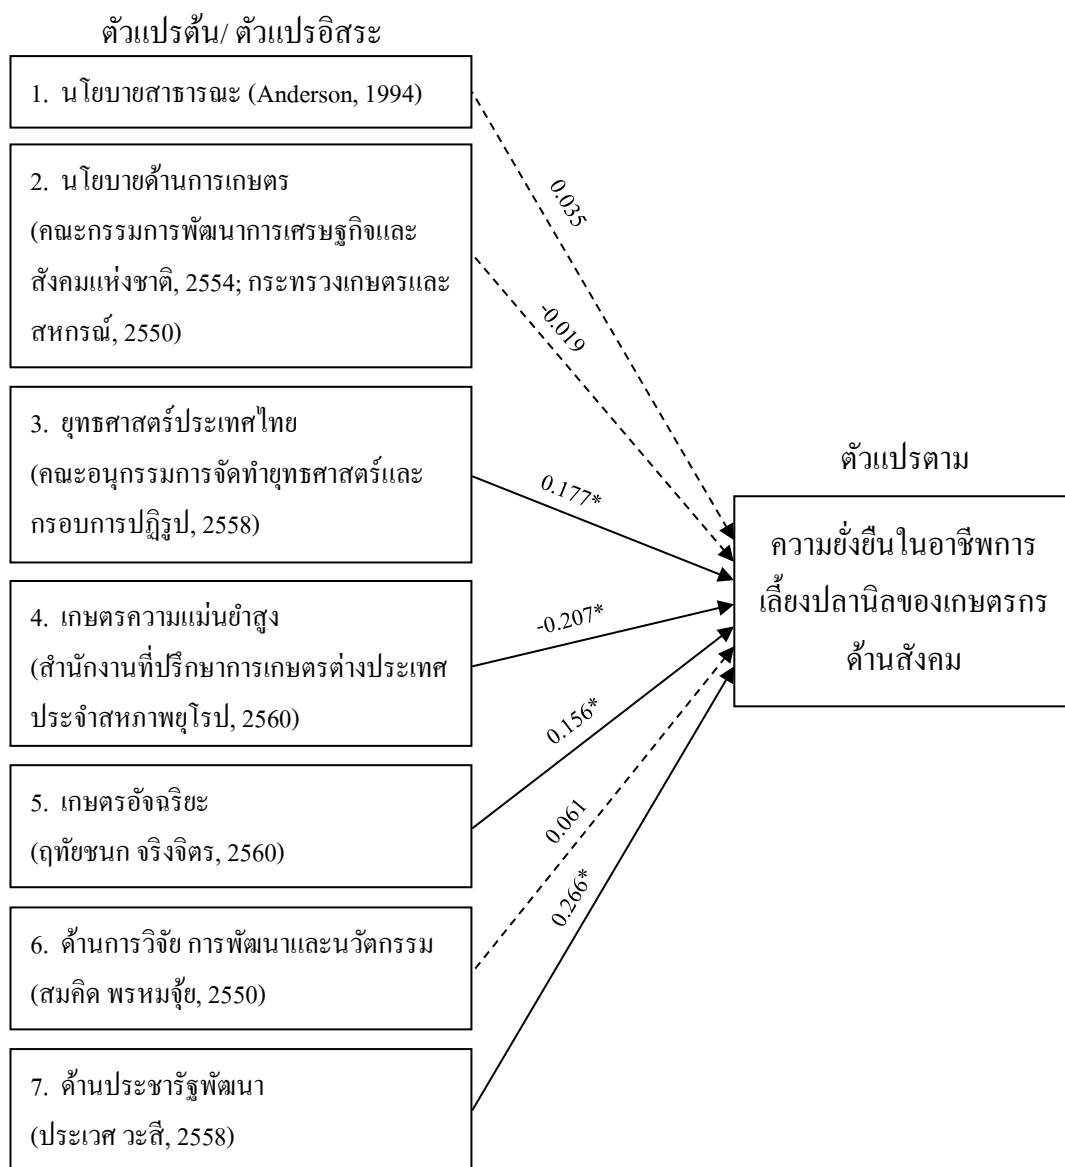 ตัวแปรต้น/ ตัวแปรอิสระ
1. นโยบายสาธารณะ (Anderson, 1994)
2. นโยบายด้านการเกษตร
(คณะกรรมการพัฒนาการเศรษฐกิจและ
สังคมแห่งชาติ, 2554; กระทรวงเกษตรและ
สหกรณ์, 2550)
3. ยุทธศาสตร์ประเทศไทย
(คณะอนุกรรมการจัดทำยุทธศาสตร์และ
กรอบการปฏิรูป, 2558)
4. เกษตรความแม่นยำสูง
(สำนักงานที่ปรึกษาการเกษตรต่างประเทศ
ประจำสหภาพยุโรป, 2560)
5. เกษตรอัจฉริยะ
(ฤทัยชนก จริงจิตร, 2560)
6. ด้านการวิจัย การพัฒนาและนวัตกรรม
(สมคิด พรหมจุ้ย, 2550)
7. ด้านประชารัฐพัฒนา
(ประเวศ วะสี, 2558)
0.035
-0.019
0.177*
-0.207*
0.156*
0.061
0.266*
ตัวแปรตาม
ความยั่งยืนในอาชีพการ
เลี้ยงปลานิลของเกษตรกร
ด้านสังคม